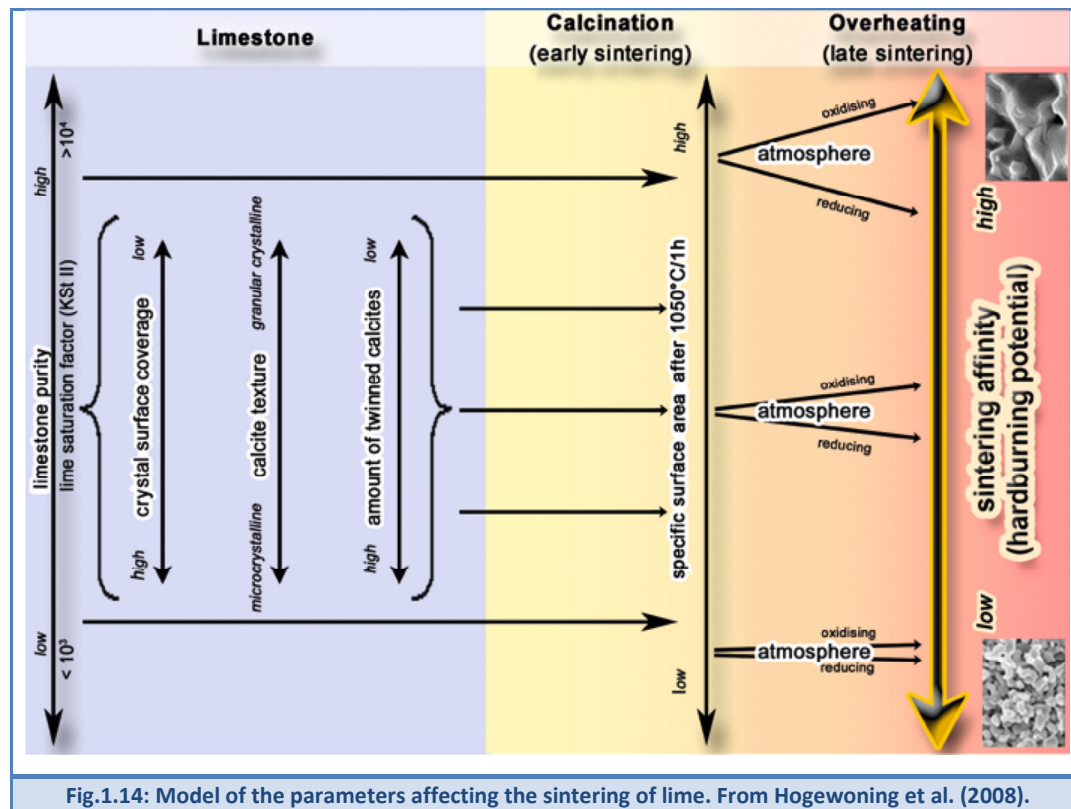 Limestone
Calcination
(early sintering)
Overheating
(late sintering)
limestone purity
lime saturation factor (KSt II)
high
>10⁴
low
< 10³
crystal surface coverage
low
high
calcite texture
granular crystalline
microcrystalline
amount of twinned calcites
low
high
specific surface area after 1050°C/1h
high
low
oxidising
atmosphere
reducing
oxidising
atmosphere
reducing
oxidising
atmosphere
reducing
high
sintering affinity
(hardburning potential)
low
Fig.1.14: Model of the parameters affecting the sintering of lime. From Hogewoning et al. (2008).